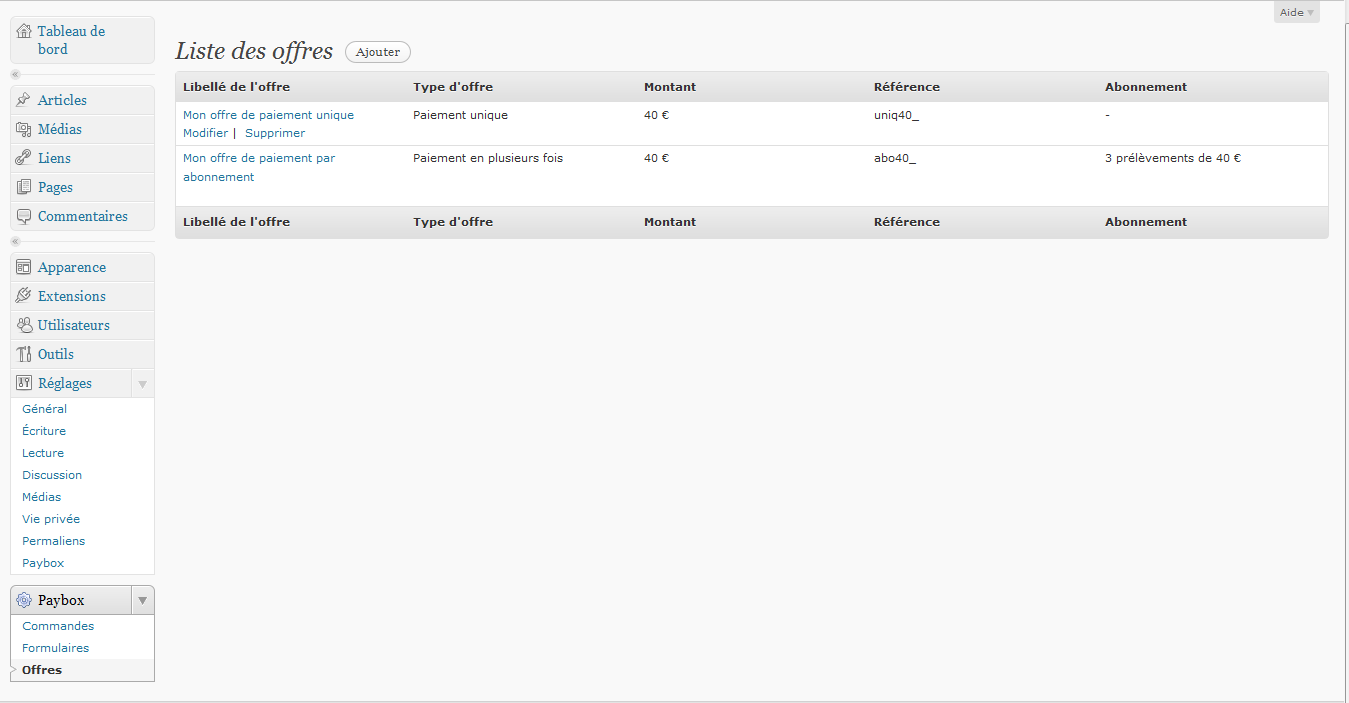 Aide
Tableau de
bord
Articles
Médias
Liens
Pages
Commentaires
Apparence
Extensions
Utilisateurs
Outils
Réglages
Général
Écriture
Lecture
Discussion
Médias
Vie privée
Permaliens
Paybox
Paybox
Commandes
Formulaires
Offres
Liste des offres Ajouter
Libellé de l'offre Type d'offre Montant Référence Abonnement
Mon offre de paiement unique Paiement unique 40 € uniq40_ -
Modifier | Supprimer
Mon offre de paiement par Paiement en plusieurs fois 40 € abo40_ 3 prélèvements de 40 €
abonnement
Libellé de l'offre Type d'offre Montant Référence Abonnement